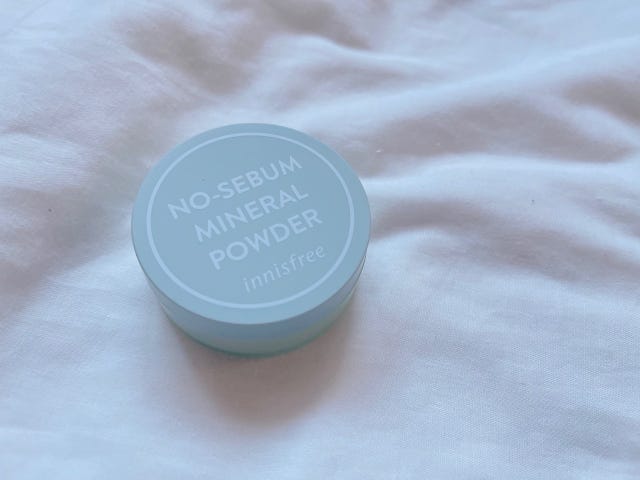 NO-SEBUM
MINERAL
POWDER
innisfree